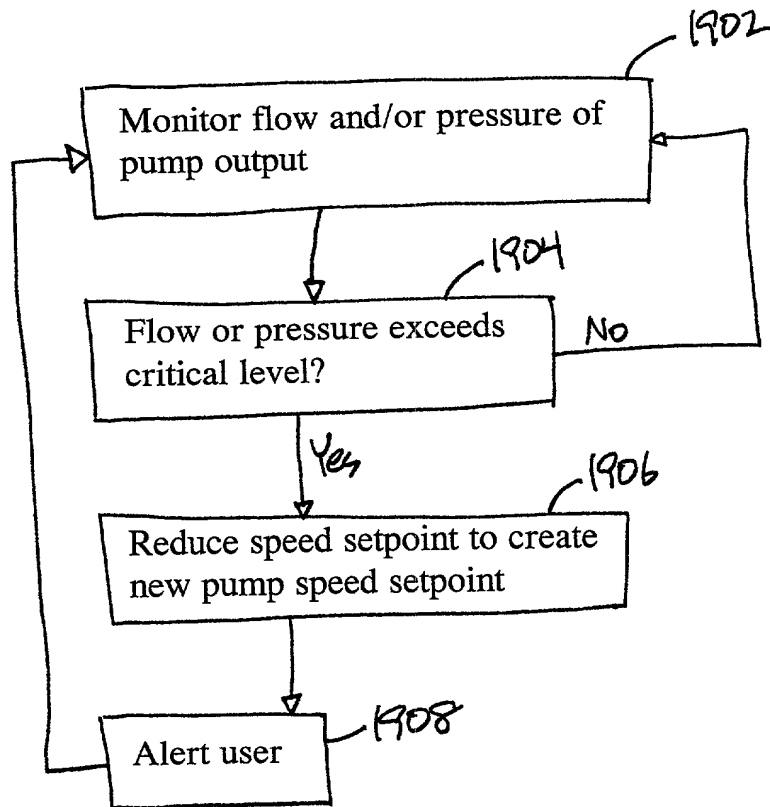 1902
Monitor flow and/or pressure of
pump output
1904
Flow or pressure exceeds
critical level?
No
Yes
1906
Reduce speed setpoint to create
new pump speed setpoint
1908
Alert user